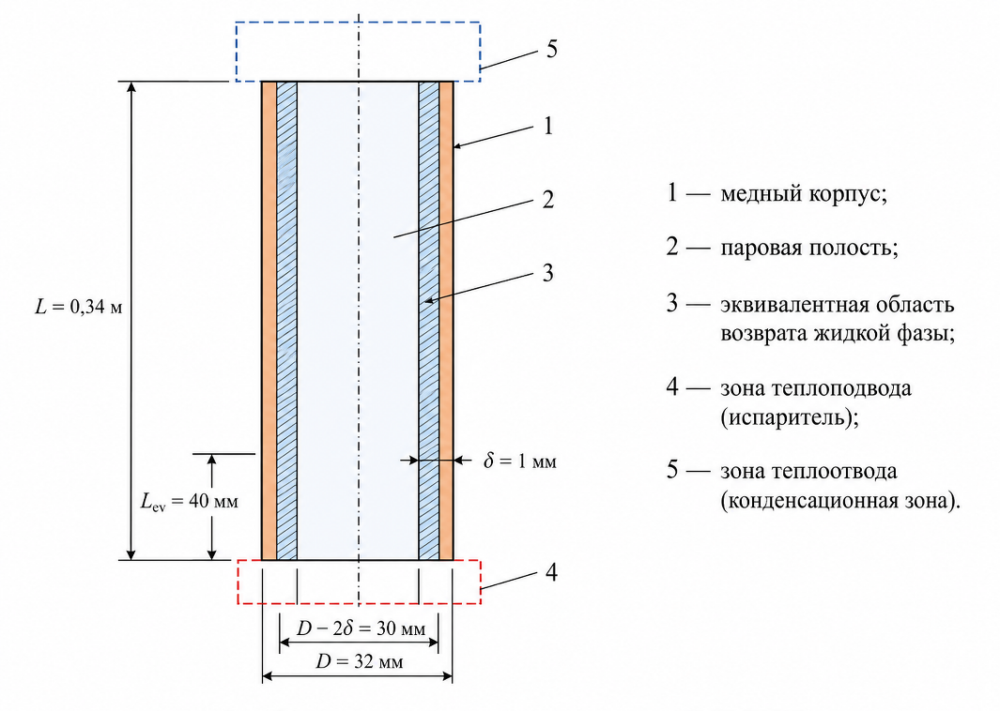 5
1
2
3
L = 0,34 м
δ = 1 мм
Lev = 40 мм
4
D − 2δ = 30 мм
D = 32 мм
1 — медный корпус;
2 — паровая полость;
3 — эквивалентная область
возврата жидкой фазы;
4 — зона теплоподвода
(испаритель);
5 — зона теплоотвода
(конденсационная зона).